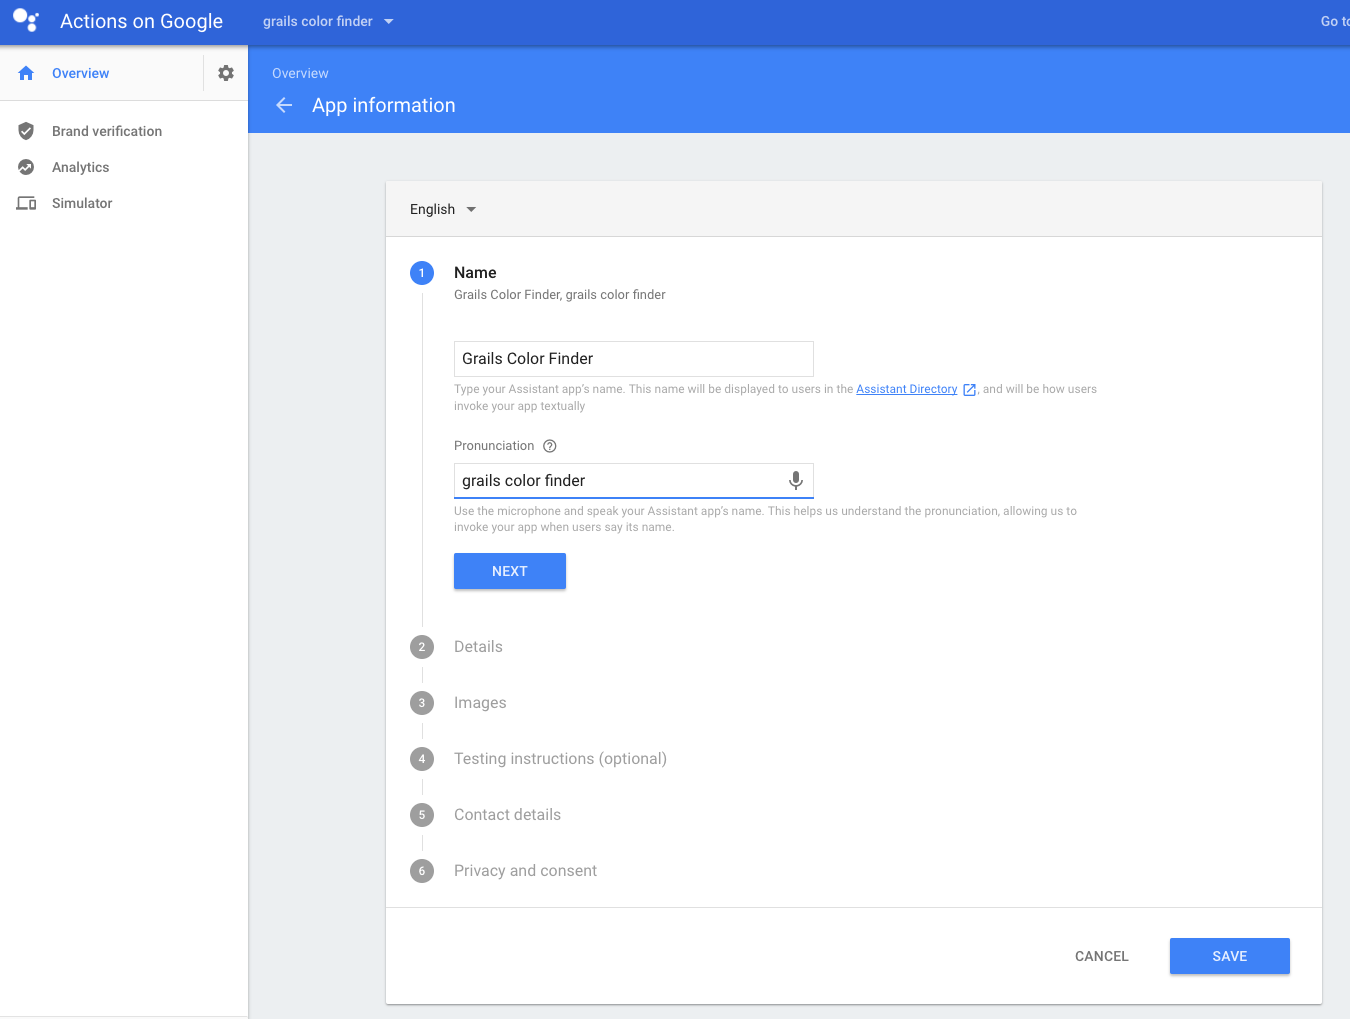 Actions on Google
grails color finder
Go to
Overview
Brand verification
Analytics
Simulator
Overview
App information
English
1
Name
Grails Color Finder, grails color finder
Grails Color Finder
Type your Assistant app's name. This name will be displayed to users in the Assistant Directory , and will be how users
invoke your app textually
Pronunciation
grails color finder
Use the microphone and speak your Assistant app's name. This helps us understand the pronunciation, allowing us to
invoke your app when users say its name.
NEXT
2
Details
3
Images
4
Testing instructions (optional)
5
Contact details
6
Privacy and consent
CANCEL
SAVE